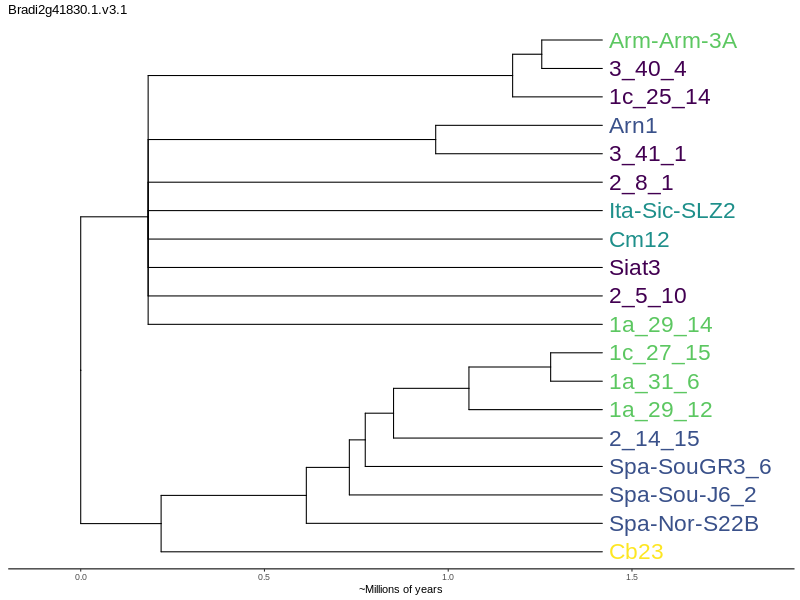 Bradi2g41830.1.v3.1
Arm-Arm-3A
3_40_4
1c_25_14
Arn1
3_41_1
2_8_1
Ita-Sic-SLZ2
Cm12
Siat3
2_5_10
1a_29_14
1c_27_15
1a_31_6
1a_29_12
2_14_15
Spa-SouGR3_6
Spa-Sou-J6_2
Spa-Nor-S22B
Cb23
0.0 0.5 1.0 1.5
~Millions of years